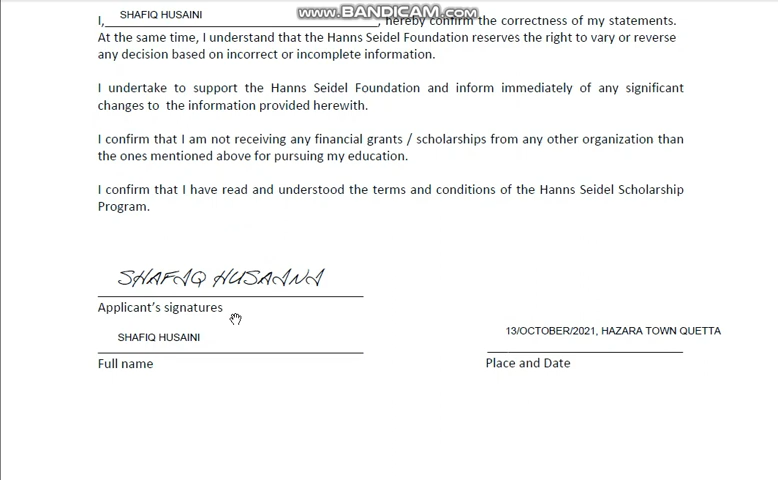 SHAFIQ HUSAINI
www.BANDICAM.com
I, , hereby confirm the correctness of my statements.
At the same time, I understand that the Hanns Seidel Foundation reserves the right to vary or reverse
any decision based on incorrect or incomplete information.
I undertake to support the Hanns Seidel Foundation and inform immediately of any significant
changes to the information provided herewith.
I confirm that I am not receiving any financial grants / scholarships from any other organization than
the ones mentioned above for pursuing my education.
I confirm that I have read and understood the terms and conditions of the Hanns Seidel Scholarship
Program.
SHAFIQ HUSAINI
Applicant's signatures
SHAFIQ HUSAINI
Full name
13/OCTOBER/2021, HAZARA TOWN QUETTA
Place and Date